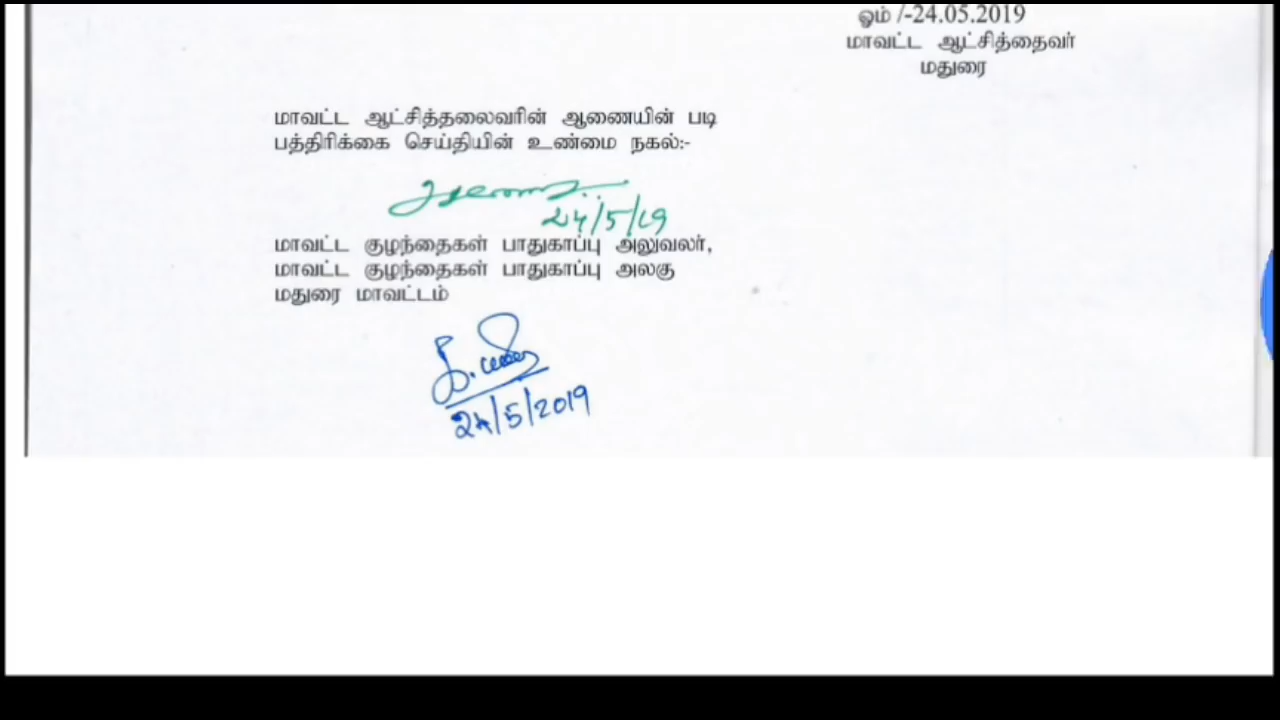 ஓம் /-24.05.2019
மாவட்ட ஆட்சித்தைவர்
மதுரை
மாவட்ட ஆட்சித்தலைவரின் ஆணையின் படி
பத்திரிக்கை செய்தியின் உண்மை நகல்:-
24/5/19
மாவட்ட குழந்தைகள் பாதுகாப்பு அலுவலர்,
மாவட்ட குழந்தைகள் பாதுகாப்பு அலகு
மதுரை மாவட்டம்
24/5/2019